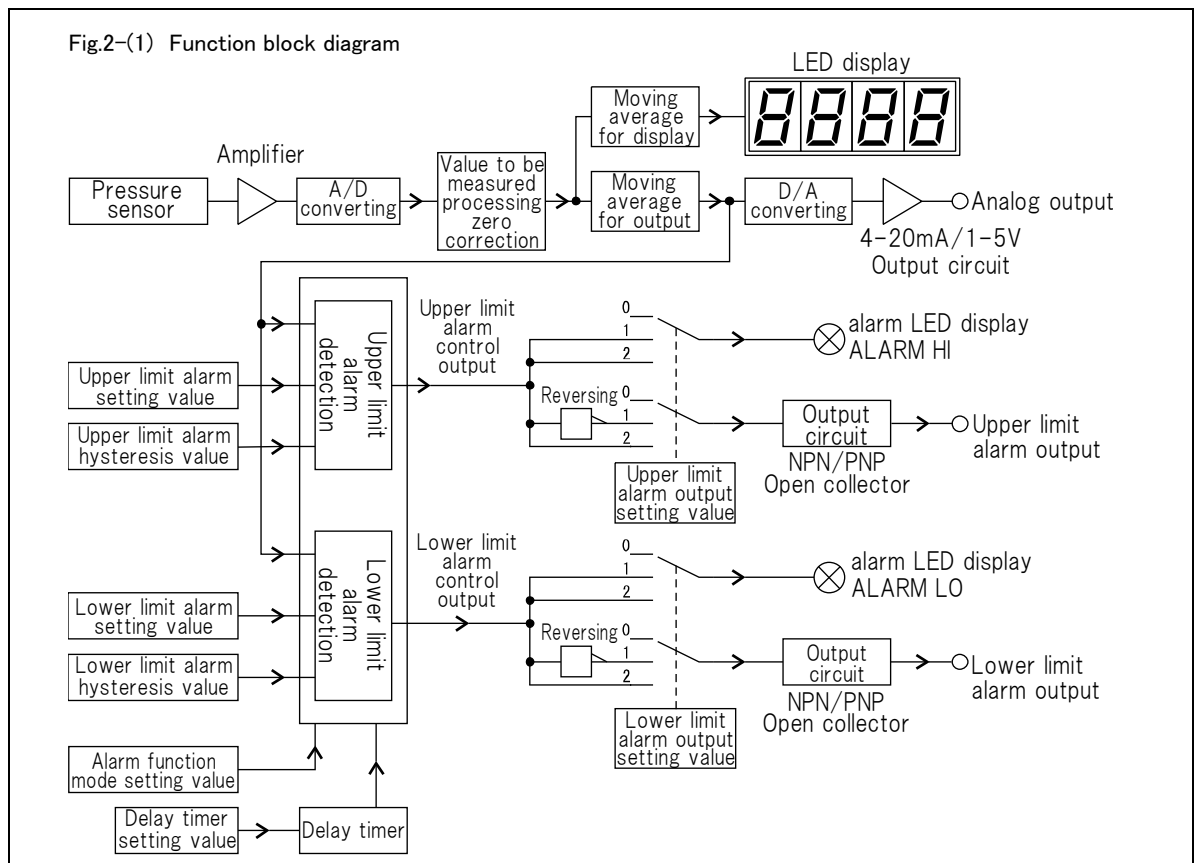 Fig.2-(1) Function block diagram
LED display
8888
Moving
average
for display
Amplifier
Pressure
sensor
A/D
converting
Value to be
measured
processing
zero
correction
Moving
average
for output
D/A
converting
Analog output
4-20mA/1-5V
Output circuit
Upper limit
alarm
detection
Upper limit
alarm
control
output
0
1
2
alarm LED display
ALARM HI
Upper limit alarm
setting value
Upper limit alarm
hysteresis value
Reversing
0
1
2
Output
circuit
NPN/PNP
Open collector
Upper limit
alarm output
Upper limit
alarm output
setting value
Lower limit
alarm
detection
Lower limit
alarm
control
output
0
1
2
alarm LED display
ALARM LO
Lower limit alarm
setting value
Lower limit alarm
hysteresis value
Reversing
0
1
2
Output
circuit
NPN/PNP
Open collector
Lower limit
alarm output
Lower limit
alarm output
setting value
Alarm function
mode setting value
Delay timer
setting value
Delay timer